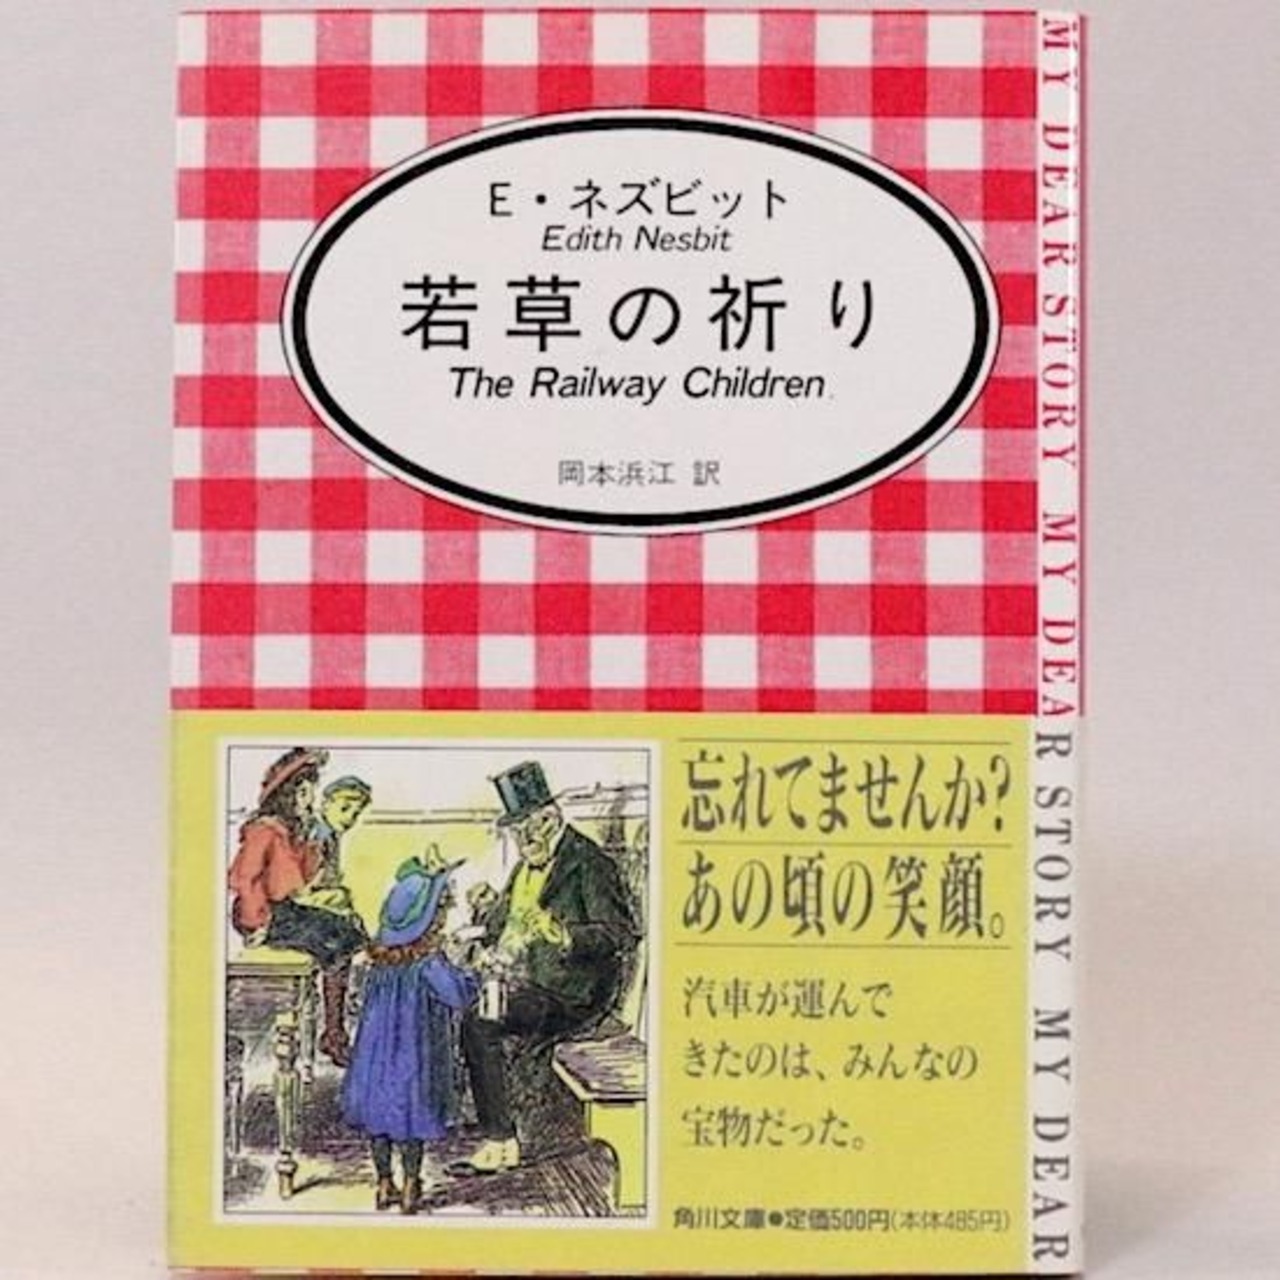 E・ネズビット
Edith Nesbit
若草の祈り
The Railway Children
岡本浜江 訳
忘れてませんか?
あの頃の笑顔。
汽車が運んで
きたのは、みんなの
宝物だった。
角川文庫●定価500円(本体485円)
MY DEAR STORY MY DEAR STORY MY DEAR